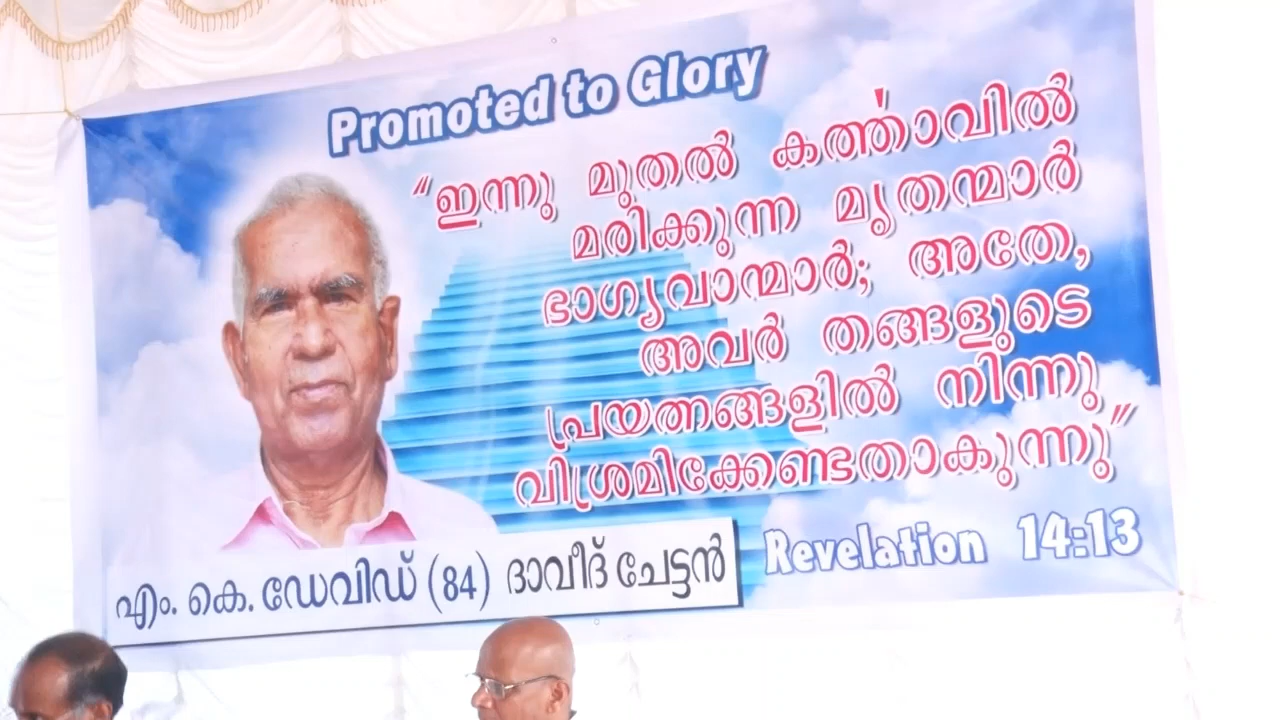 Promoted to Glory
"ഇന്നു മുതൽ കർത്താവിൽ
മരിക്കുന്ന മൃതന്മാർ
ഭാഗ്യവാന്മാർ; അതേ,
അവർ തങ്ങളുടെ
പ്രയത്നങ്ങളിൽ നിന്നു
വിശ്രമിക്കേണ്ടതാകുന്നു"
Revelation 14:13
എം. കെ. ഡേവിഡ് (84) ദാവീദ് ചേട്ടൻ